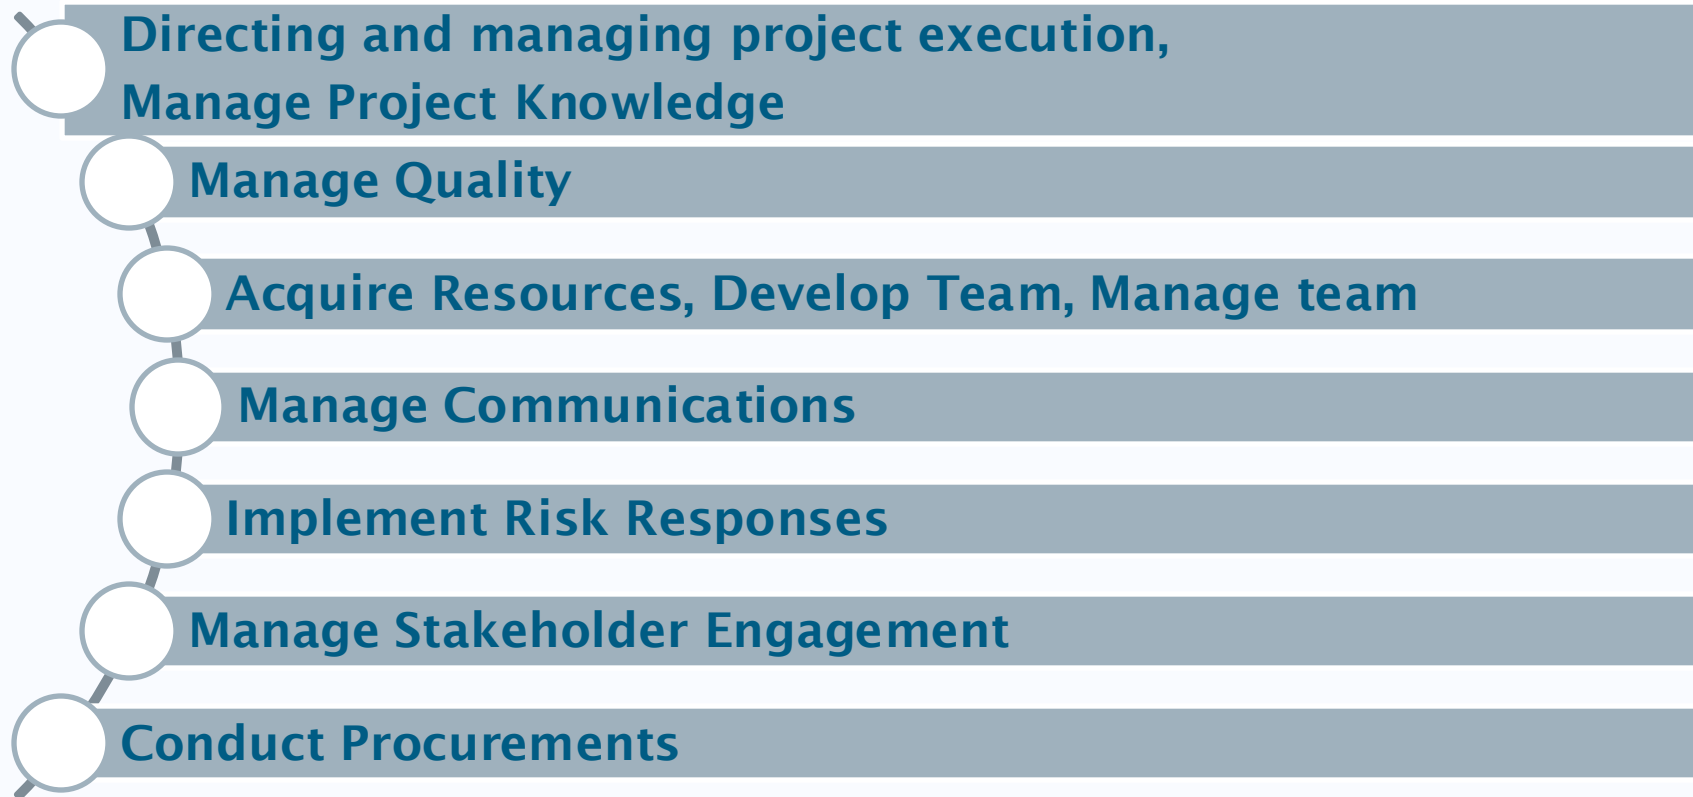 Directing and managing project execution,
Manage Project Knowledge
Manage Quality
Acquire Resources, Develop Team, Manage team
Manage Communications
Implement Risk Responses
Manage Stakeholder Engagement
Conduct Procurements